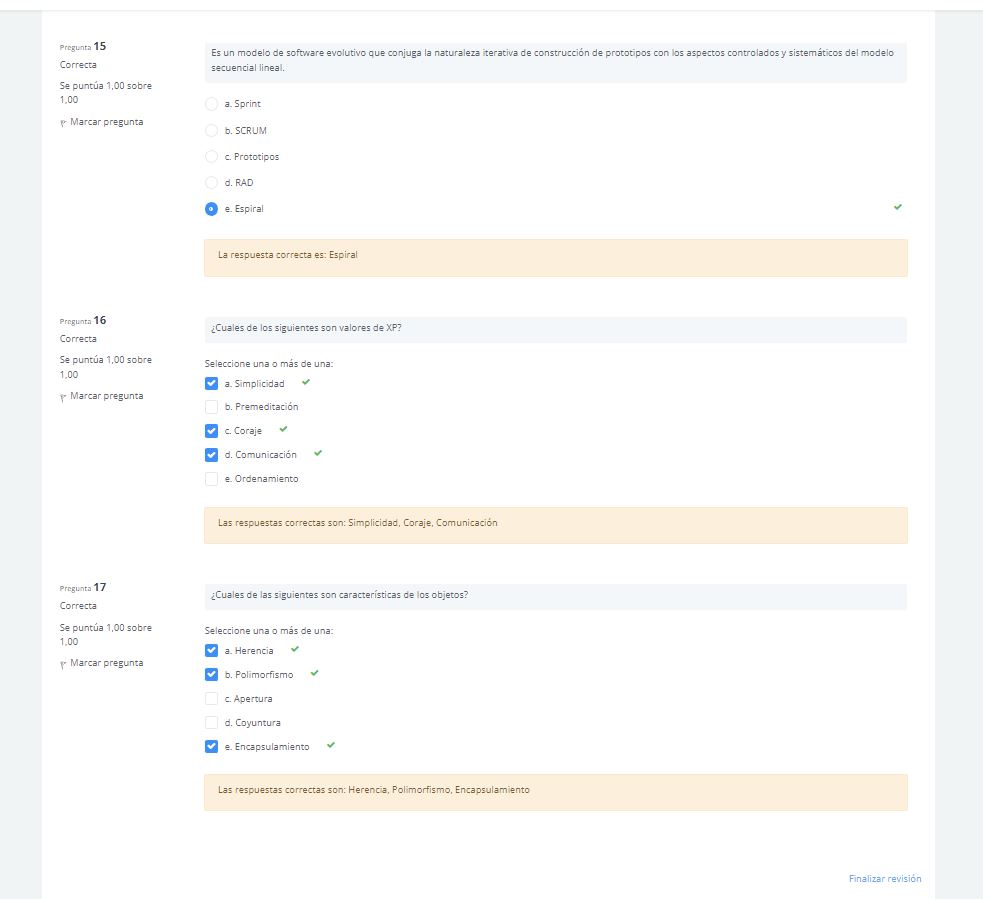 Pregunta 15
Correcta
Se puntúa 1,00 sobre
1,00
Marcar pregunta
Es un modelo de software evolutivo que conjuga la naturaleza iterativa de construcción de prototipos con los aspectos controlados y sistemáticos del modelo
secuencial lineal.
a. Sprint
b. SCRUM
c. Prototipos
d. RAD
e. Espiral
La respuesta correcta es: Espiral
Pregunta 16
Correcta
Se puntúa 1,00 sobre
1,00
Marcar pregunta
¿Cuales de los siguientes son valores de XP?
Seleccione una o más de una:
a. Simplicidad
b. Premeditación
c. Coraje
d. Comunicación
e. Ordenamiento
Las respuestas correctas son: Simplicidad, Coraje, Comunicación
Pregunta 17
Correcta
Se puntúa 1,00 sobre
1,00
Marcar pregunta
¿Cuales de las siguientes son características de los objetos?
Seleccione una o más de una:
a. Herencia
b. Polimorfismo
c. Apertura
d. Coyuntura
e. Encapsulamiento
Las respuestas correctas son: Herencia, Polimorfismo, Encapsulamiento
Finalizar revisión